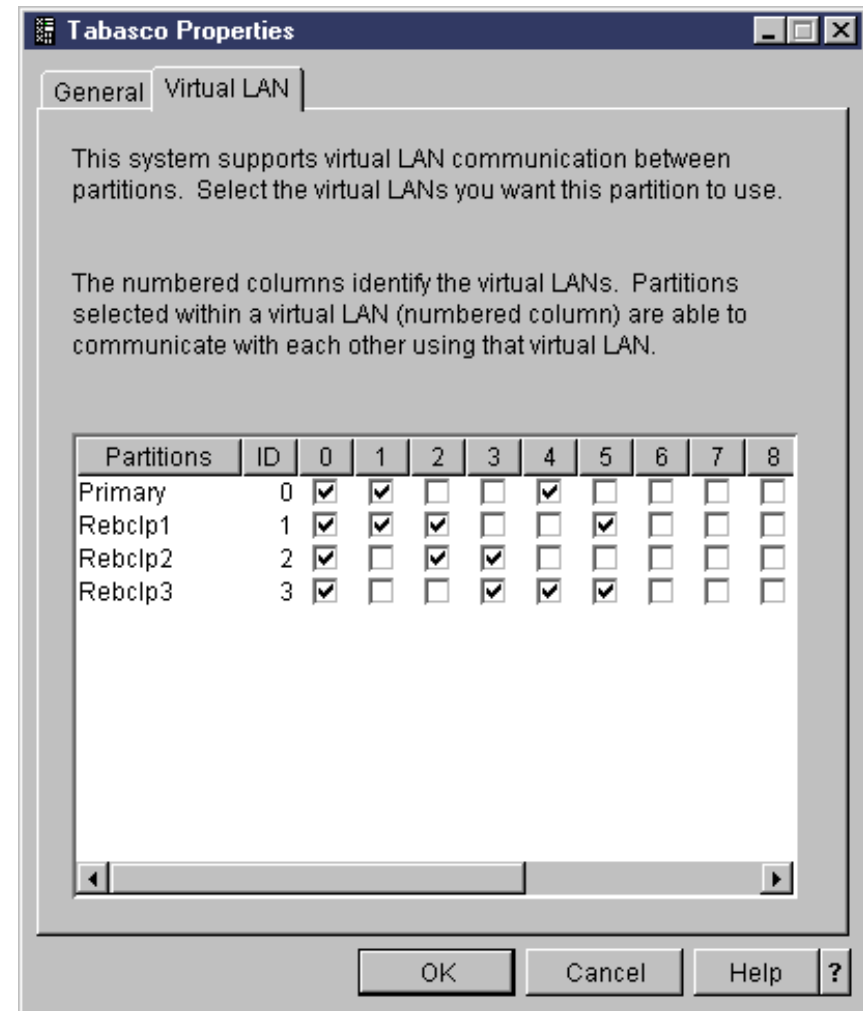 Tabasco Properties
General Virtual LAN
This system supports virtual LAN communication between
partitions. Select the virtual LANs you want this partition to use.
The numbered columns identify the virtual LANs. Partitions
selected within a virtual LAN (numbered column) are able to
communicate with each other using that virtual LAN.
Partitions ID 0 1 2 3 4 5 6 7 8
Primary 0
Rebclp1 1
Rebclp2 2
Rebclp3 3
OK Cancel Help ?